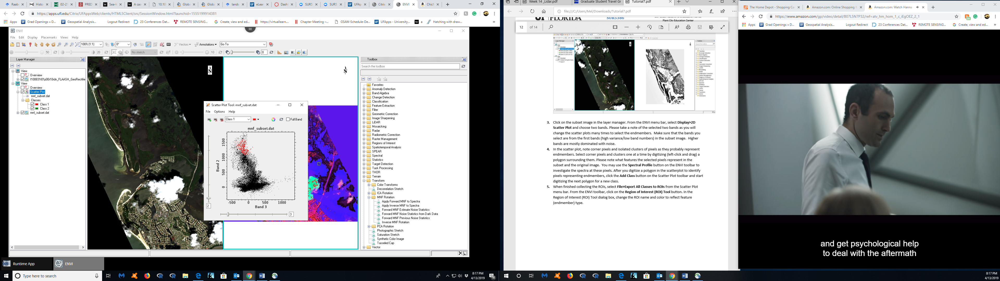 Raab
Histo
02-21
PRED
Sea-le
A cas
10.10
Globa
Globa
lands
eLear
Dashl
SUR5
SUR5
UFAp
Citrix
ENVI
Chich
https://apps.ufl.edu/Citrix/UFAppsWeb/clients/HTML5Client/src/SessionWindow.html?launchid=1555199914381
Apps
Grad Openings » D...
Geospatial Analysis...
Logout Redirect
23 Conferences Dat...
REMOTE SENSING...
Create, view and ed...
https://virtuallearn...
Chapter Meeting –...
GSAW-Schedule-De...
UFApps - University...
a
Hatching with draw...
ENVI
File Edit Display Placemarks Views Help
100% (1:1)
0°
Vectors
Annotations
Go To
50
20
No stretch
10
0
Layer Manager
View
Overview
f100831t01p00r10rdn_FLAASH_GeoRectifie
View
Overview
Scatter Plot
mnf_subset.dat
Classes
Class 1
Class 2
mnf_subset.dat
N
N
Scatter Plot Tool: mnf_subset.dat
File Options Help
Class 1
Full Band
mnf_subset.dat
Band 2
1500
1000
500
0
-500 0 500 1000
Band 3
2
3
Toolbox
Search the toolbox
Favorites
Anomaly Detection
Band Algebra
Change Detection
Classification
Feature Extraction
Filter
Geometric Correction
Image Sharpening
LiDAR
Mosaicking
Radar
Radiometric Correction
Raster Management
Regions of Interest
Spatiotemporal Analysis
SPEAR
Spectral
Statistics
Target Detection
Task Processing
THOR
Terrain
Transform
Color Transforms
Decorrelation Stretch
ICA Rotation
MNF Rotation
Apply Forward MNF to Spectra
Apply Inverse MNF to Spectra
Forward MNF Estimate Noise Statistics
Forward MNF Noise Statistics from Dark Data
Forward MNF Previous Noise Statistics
Inverse MNF Rotation
PCA Rotation
Photographic Stretch
Saturation Stretch
Synthetic Color Image
Tasseled Cap
Vector
Runtime App
ENVI
Type here to search
8:17 PM
4/13/2019
18
Week 14 _Lidar.pdf
Graduate Student Travel Gr
Tutorial7.pdf
file:///C:/Users/Mel/Downloads/Tutorial7.pdf
FLORIDA
SUR5386
Plant City Education Center
12 of 14
3. Click on the subset image in the layer manager. From the ENVI menu bar, select Display>2D
Scatter Plot and choose two bands. Please take a note of the selected two bands as you will
change the scatter plots many times to select the endmembers. Make sure that the bands you
select are from the first bands (high variance/low band numbers) in the subset image. Higher
bands are mostly dominated with noise.
4. In the scatter plot, note corner pixels and isolated clusters of pixels as they probably represent
endmembers. Select corner pixels and clusters one at a time by digitizing (left-click and drag) a
polygon surrounding them. Please note what features the selected pixels represent in the
subset and the original image. You may use the Spectral Profile button on the ENVI toolbar to
investigate the spectra at these pixels. After you digitize a polygon in the scatterplot to identify
pixels representing endmembers, click the Add Class button on the Scatter Plot toolbar and start
digitizing the next polygon for a new class.
5. When finished collecting the ROIs, select File>Export All Classes to ROIs from the Scatter Plot
menu bar. From the ENVI toolbar, click on the Region of Interest (ROI) Tool button. In the
Region of Interest (ROI) Tool dialog box, change the ROI name and color to reflect feature
(endmember) type.
The Home Depot - Shopping Ca
Amazon.com: Online Shopping f
Amazon.com: Watch Hanna
https://www.amazon.com/gp/video/detail/B07L5N7P32/ref=atv_hm_hom_1_c_iEgOEZ_2_1
24
Apps
Grad Openings » D...
Geospatial Analysis...
Logout Redirect
23 Conferences Dat...
REMOTE SENSING...
Create, view and ed...
and get psychological help
to deal with the aftermath
8:17 PM
4/13/2019